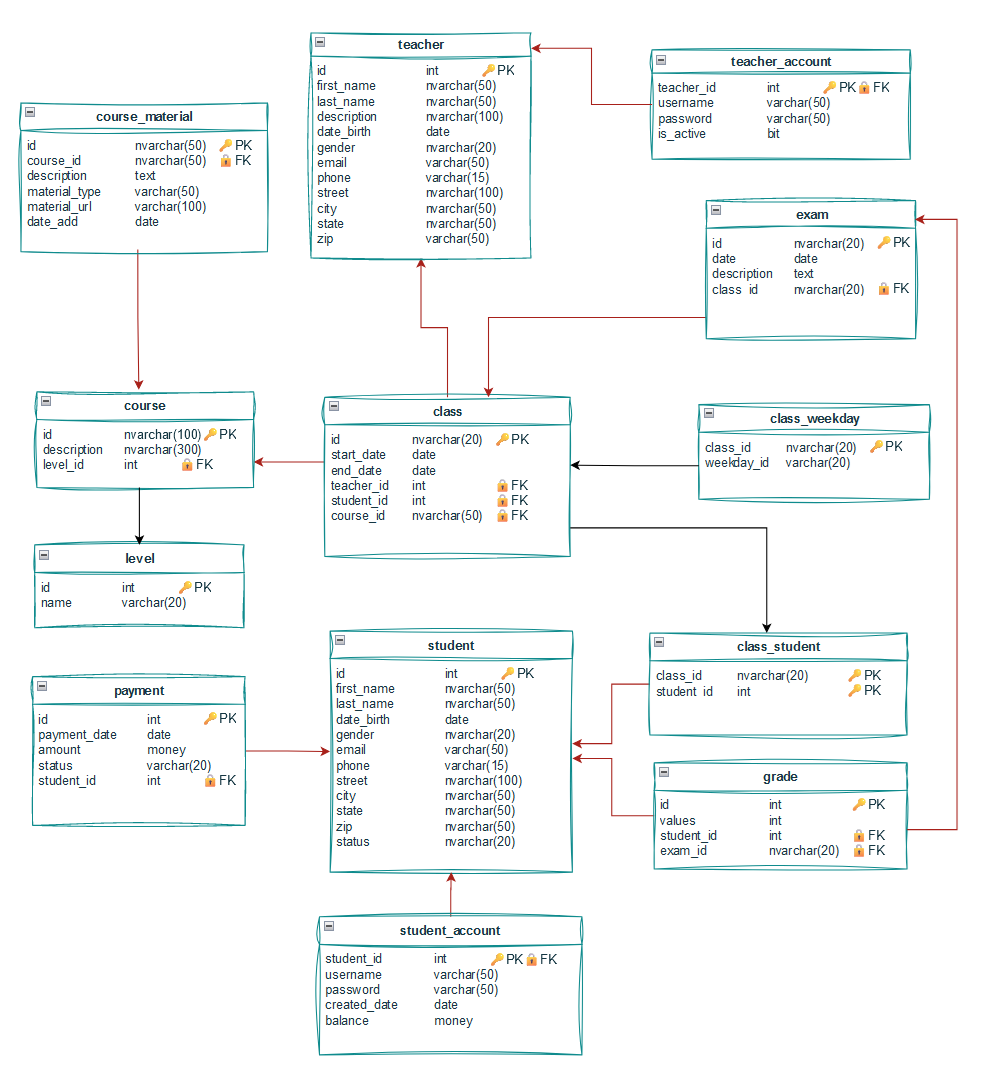 teacher
id int PK
first_name nvarchar(50)
last_name nvarchar(50)
description nvarchar(100)
date_birth date
gender nvarchar(20)
email varchar(50)
phone varchar(15)
street nvarchar(100)
city nvarchar(50)
state nvarchar(50)
zip varchar(50)
teacher_account
teacher_id int PK FK
username varchar(50)
password varchar(50)
is_active bit
course_material
id nvarchar(50) PK
course_id nvarchar(50) FK
description text
material_type varchar(50)
material_url varchar(100)
date_add date
exam
id nvarchar(20) PK
date date
description text
class_id nvarchar(20) FK
course
id nvarchar(100) PK
description nvarchar(300)
level_id int FK
class
id nvarchar(20) PK
start_date date
end_date date
teacher_id int FK
student_id int FK
course_id nvarchar(50) FK
class_weekday
class_id nvarchar(20) PK
weekday_id varchar(20)
level
id int PK
name varchar(20)
student
id int PK
first_name nvarchar(50)
last_name nvarchar(50)
date_birth date
gender nvarchar(20)
email varchar(50)
phone varchar(15)
street nvarchar(100)
city nvarchar(50)
state nvarchar(50)
zip nvarchar(50)
status nvarchar(20)
class_student
class_id nvarchar(20) PK
student_id int PK
payment
id int PK
payment_date date
amount money
status varchar(20)
student_id int FK
grade
id int PK
values int
student_id int FK
exam_id nvarchar(20) FK
student_account
student_id int PK FK
username varchar(50)
password varchar(50)
created_date date
balance money